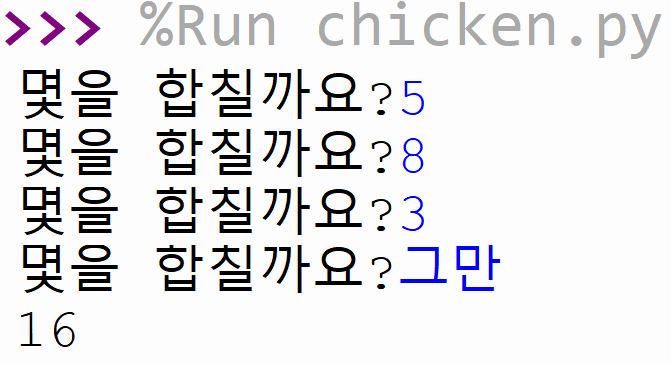 >>> %Run chicken.py
몇을 합칠까요?5
몇을 합칠까요?8
몇을 합칠까요?3
몇을 합칠까요?그만
16